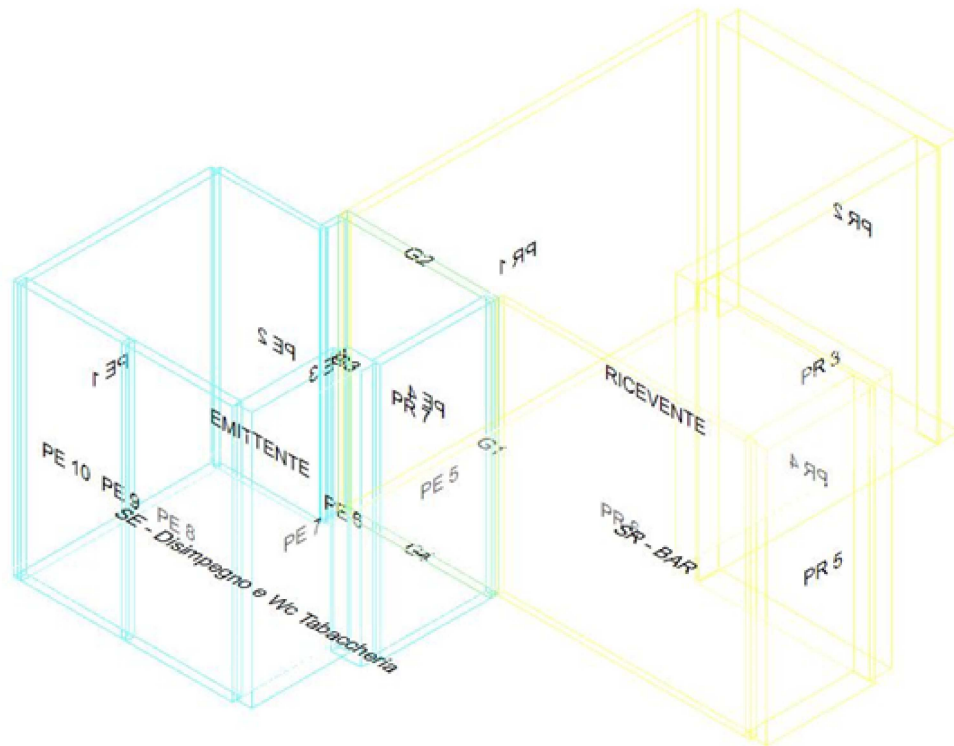 G2
PR 1
PR 2
PE 2
PE 1
PE 3
PE 4
PR 7
RICEVENTE
PR 3
EMITTENTE
G1
PE 10
PE 9
PE 8
PE 5
PE 6
PE 7
PR 6
SR - BAR
PR 4
PR 5
G4
SE - Disimpegno e Wc Tabaccheria